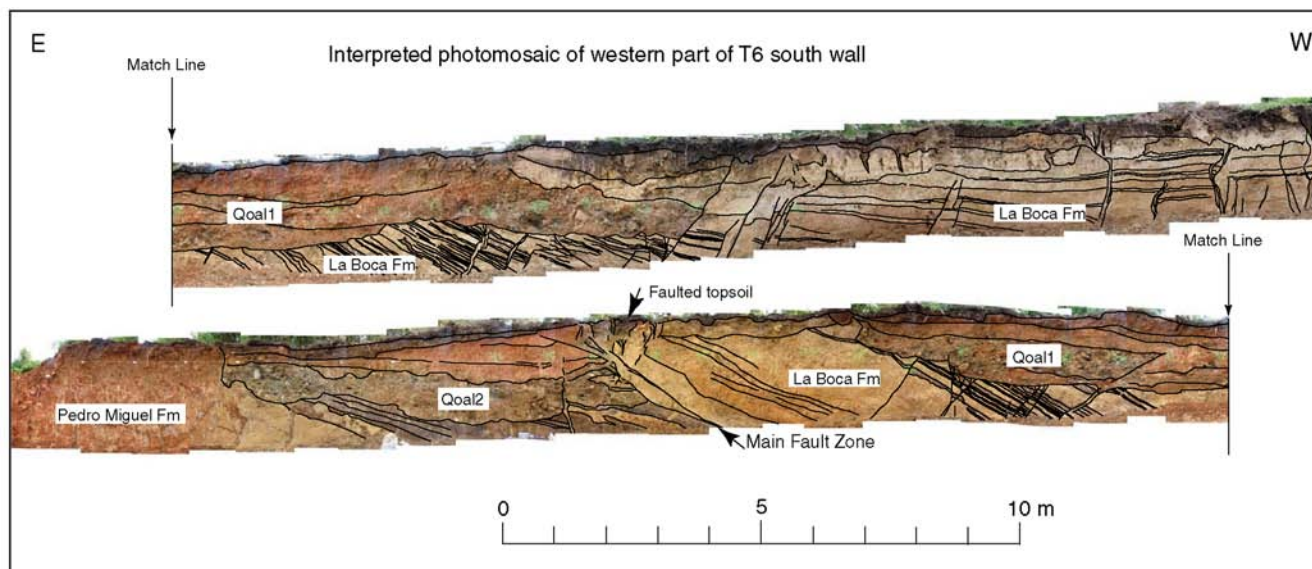 E
W
Interpreted photomosaic of western part of T6 south wall
Match Line
Qoal1
La Boca Fm
La Boca Fm
Match Line
Faulted topsoil
Qoal1
La Boca Fm
Qoal2
Pedro Miguel Fm
Main Fault Zone
0
5
10 m